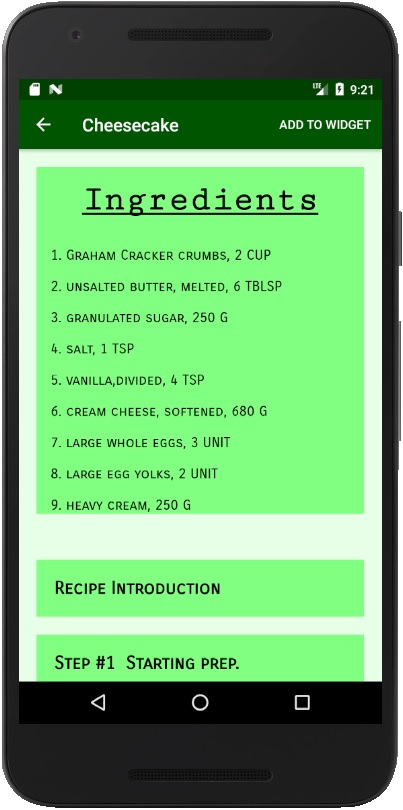 LTE 9:21
Cheesecake ADD TO WIDGET
Ingredients
1. Graham Cracker crumbs, 2 CUP
2. unsalted butter, melted, 6 TBLSP
3. granulated sugar, 250 G
4. salt, 1 TSP
5. vanilla,divided, 4 TSP
6. cream cheese, softened, 680 G
7. large whole eggs, 3 UNIT
8. large egg yolks, 2 UNIT
9. heavy cream, 250 G
Recipe Introduction
Step #1 Starting prep.